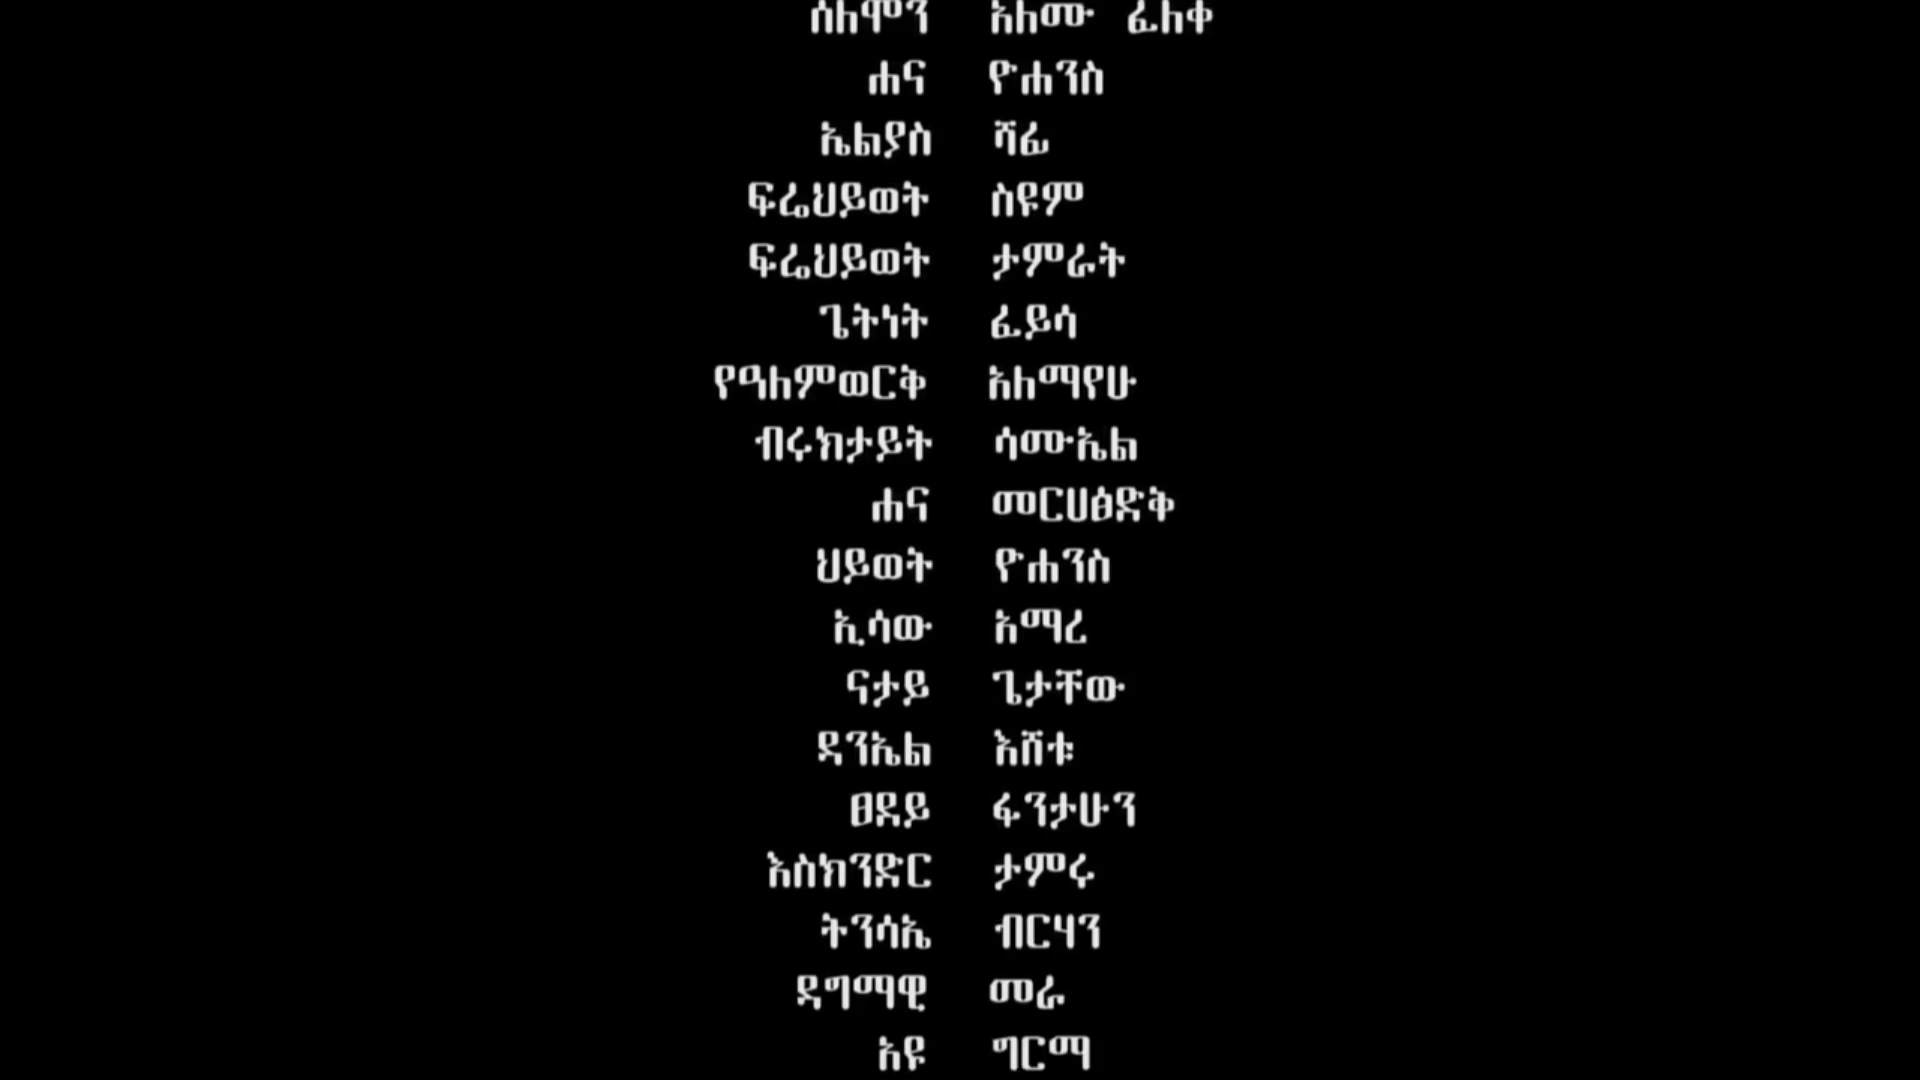 ሰለሞን አለሙ ፈለቀ
ሐና ዮሐንስ
ኤልያስ ሻፊ
ፍሬህይወት ስዩም
ፍሬህይወት ታምራት
ጌትነት ፈይሳ
የዓለምወርቅ አለማየሁ
ብሩክታይት ሳሙኤል
ሐና መርሀፅድቅ
ህይወት ዮሐንስ
ኢሳው አማረ
ናታይ ጌታቸው
ዳንኤል እሸቱ
ፀደይ ፋንታሁን
እስክንድር ታምሩ
ትንሳኤ ብርሃን
ዳግማዊ መራ
አዩ ግርማ